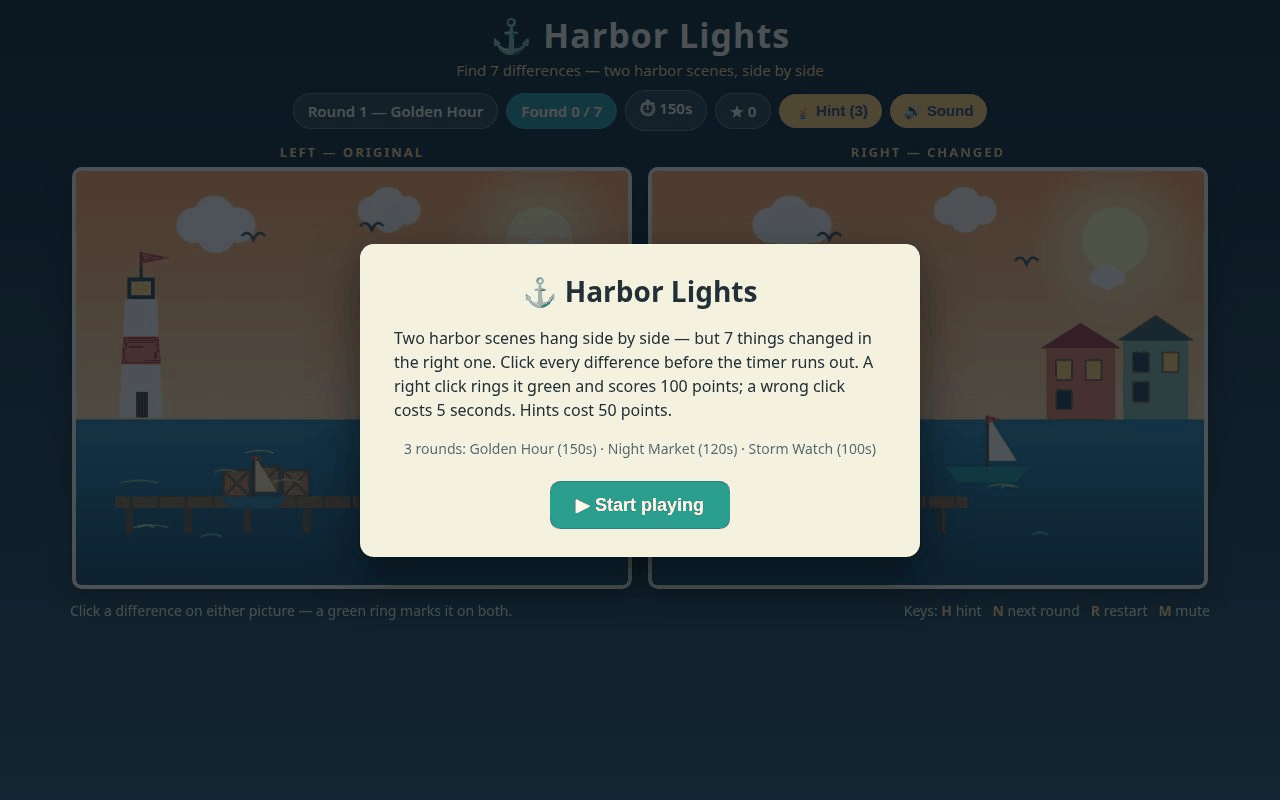 ⚓ Harbor Lights
Find 7 differences — two harbor scenes, side by side
Round 1 — Golden Hour
Found 0 / 7
⏱ 150s
★ 0
💡 Hint (3)
🔊 Sound
LEFT — ORIGINAL
RIGHT — CHANGED
⚓ Harbor Lights
Two harbor scenes hang side by side — but 7 things changed in
the right one. Click every difference before the timer runs out. A
right click rings it green and scores 100 points; a wrong click
costs 5 seconds. Hints cost 50 points.
3 rounds: Golden Hour (150s) · Night Market (120s) · Storm Watch (100s)
▶ Start playing
Click a difference on either picture — a green ring marks it on both.
Keys: H hint N next round R restart M mute